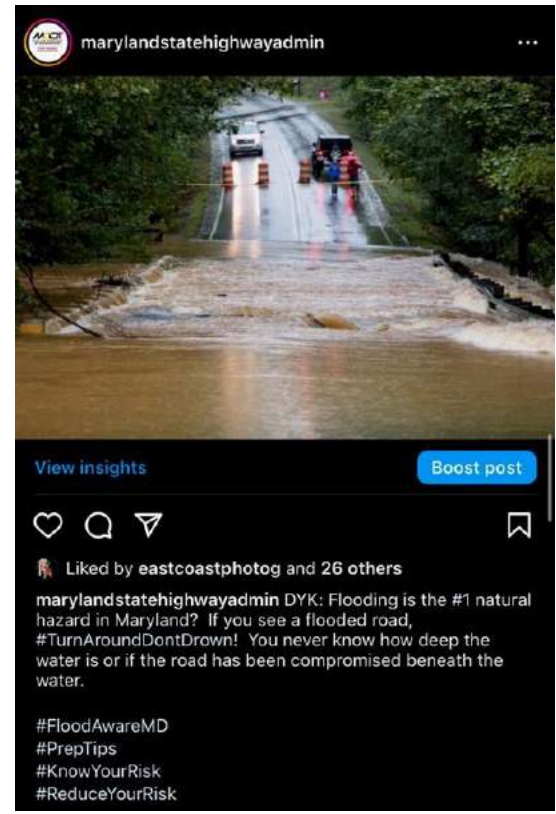 marylandstatehighwayadmin
View insights
Boost post
Liked by eastcoastphotog and 26 others
marylandstatehighwayadmin DYK: Flooding is the #1 natural
hazard in Maryland? If you see a flooded road,
#TurnAroundDontDrown! You never know how deep the
water is or if the road has been compromised beneath the
water.
#FloodAwareMD
#PrepTips
#KnowYourRisk
#ReduceYourRisk